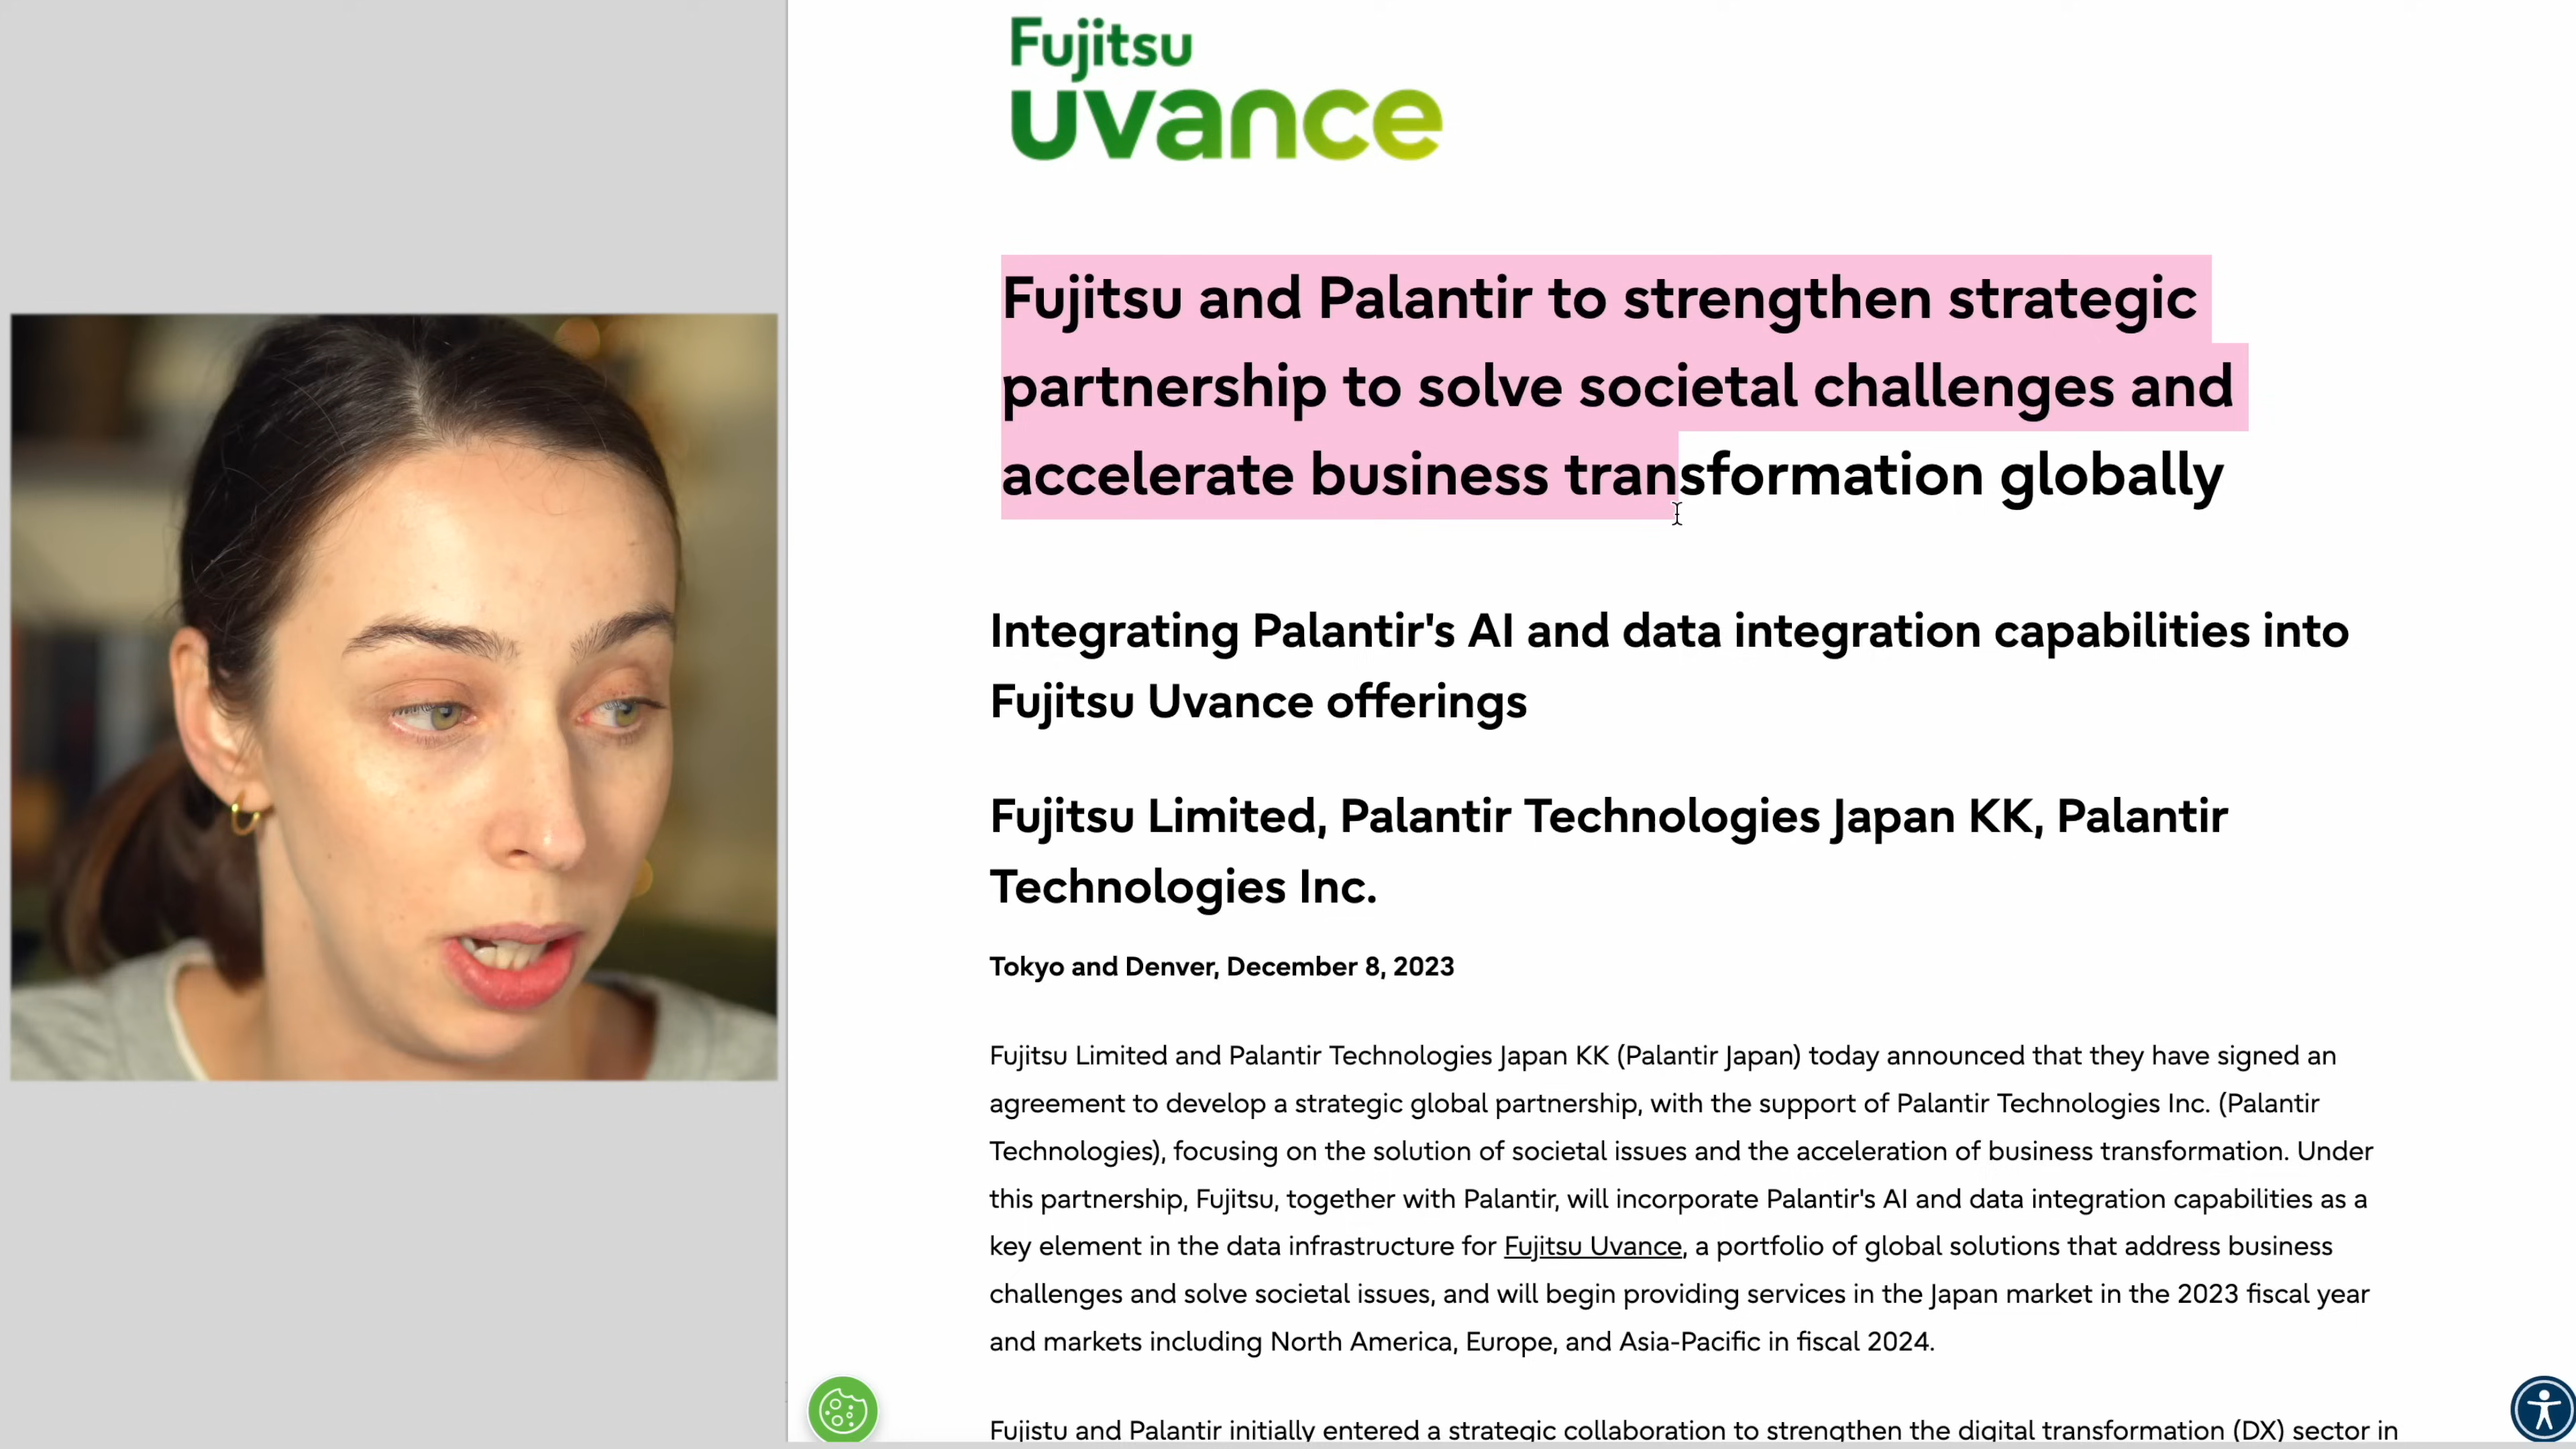 Fujitsu
uvance
Fujitsu and Palantir to strengthen strategic
partnership to solve societal challenges and
accelerate business transformation globally
Integrating Palantir's AI and data integration capabilities into
Fujitsu Uvance offerings
Fujitsu Limited, Palantir Technologies Japan KK, Palantir
Technologies Inc.
Tokyo and Denver, December 8, 2023
Fujitsu Limited and Palantir Technologies Japan KK (Palantir Japan) today announced that they have signed an
agreement to develop a strategic global partnership, with the support of Palantir Technologies Inc. (Palantir
Technologies), focusing on the solution of societal issues and the acceleration of business transformation. Under
this partnership, Fujitsu, together with Palantir, will incorporate Palantir's AI and data integration capabilities as a
key element in the data infrastructure for Fujitsu Uvance, a portfolio of global solutions that address business
challenges and solve societal issues, and will begin providing services in the Japan market in the 2023 fiscal year
and markets including North America, Europe, and Asia-Pacific in fiscal 2024.
Fujistu and Palantir initially entered a strategic collaboration to strengthen the digital transformation (DX) sector in